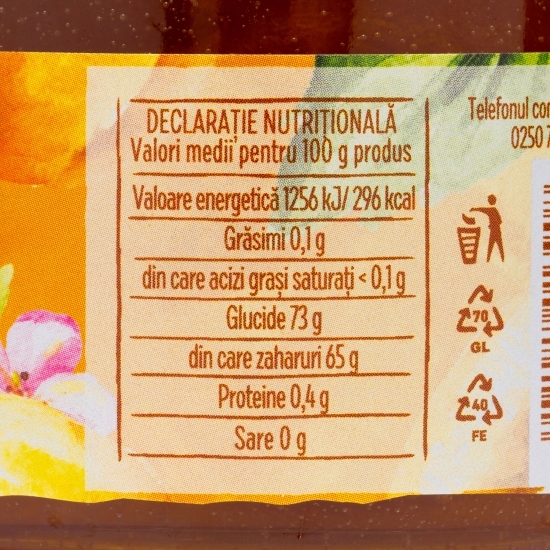 DECLARAȚIE NUTRIȚIONALĂ
Valori medii pentru 100 g produs
Valoare energetică 1256 kJ/ 296 kcal
Grăsimi 0,1 g
din care acizi grași saturați < 0,1 g
Glucide 73 g
din care zaharuri 65 g
Proteine 0,4 g
Sare 0 g
Telefonul
0250
70
GL
40
FE